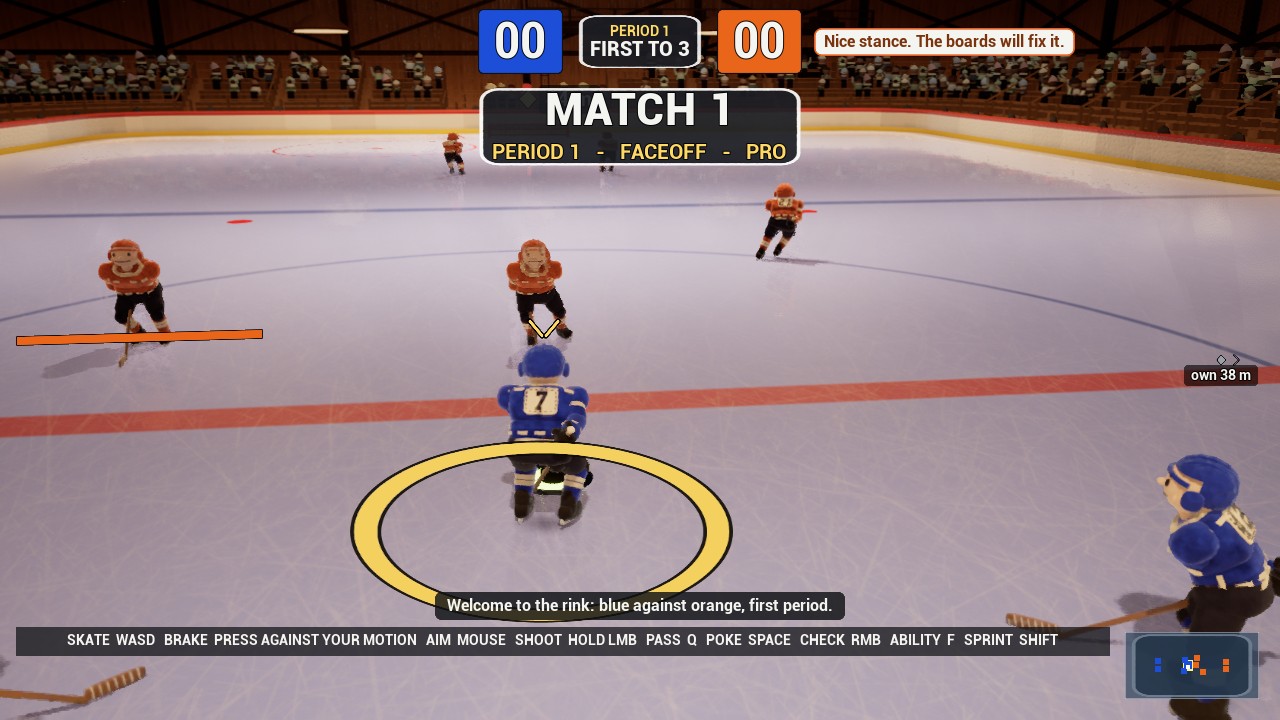 00
PERIOD 1
FIRST TO 3
00
Nice stance. The boards will fix it.
MATCH 1
PERIOD 1 - FACEOFF - PRO
own 38 m
7
Welcome to the rink: blue against orange, first period.
SKATE WASD BRAKE PRESS AGAINST YOUR MOTION AIM MOUSE SHOOT HOLD LMB PASS Q POKE SPACE CHECK RMB ABILITY F SPRINT SHIFT